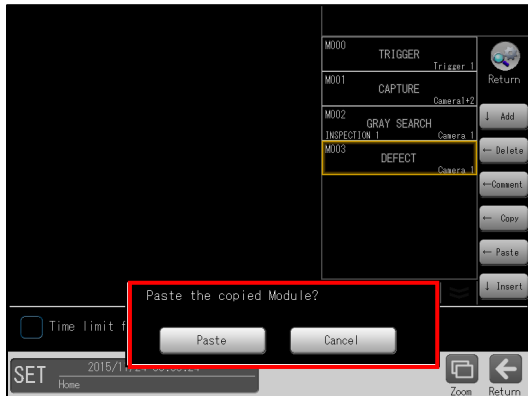 M000
TRIGGER
Trigger 1
M001
CAPTURE
Camera1+2
M002
GRAY SEARCH
INSPECTION 1 Camera 1
M003
DEFECT
Camera 1
Return
↓ Add
← Delete
←Comment
← Copy
← Paste
↓ Insert
Paste the copied Module?
Paste Cancel
Time limit
SET
Home
Zoom
Return